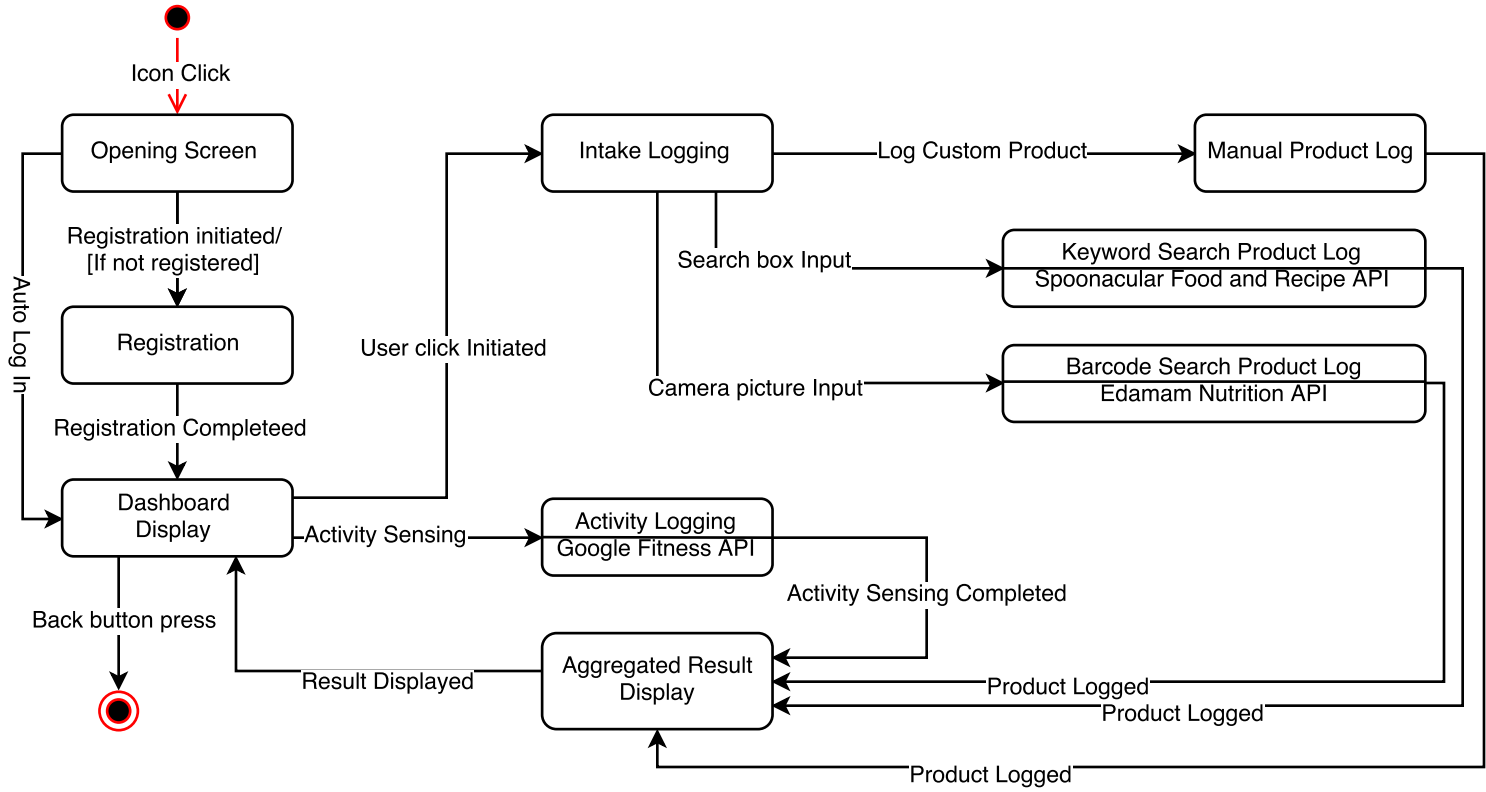 Icon Click
Opening Screen
Intake Logging
Log Custom Product
Manual Product Log
Registration initiated/
[If not registered]
Search box Input
Keyword Search Product Log
Spoonacular Food and Recipe API
Auto Log In
Registration
User click Initiated
Camera picture Input
Barcode Search Product Log
Edamam Nutrition API
Registration Completeed
Dashboard
Display
Activity Sensing
Activity Logging
Google Fitness API
Activity Sensing Completed
Back button press
Result Displayed
Aggregated Result
Display
Product Logged
Product Logged
Product Logged